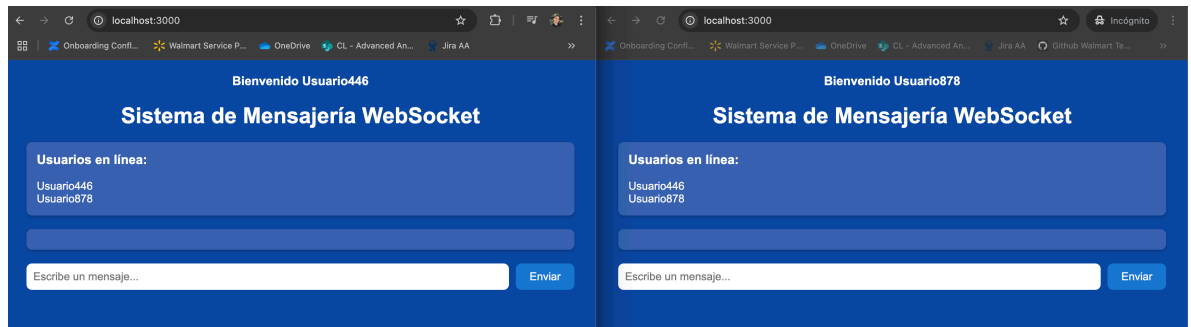 localhost:3000
Onboarding Confl... Walmart Service P... OneDrive CL - Advanced An... Jira AA »
Bienvenido Usuario446
Sistema de Mensajería WebSocket
Usuarios en línea:
Usuario446
Usuario878
Escribe un mensaje... Enviar
localhost:3000 Incógnito
Onboarding Confl... Walmart Service P... OneDrive CL - Advanced An... Jira AA Github Walmart Te... »
Bienvenido Usuario878
Sistema de Mensajería WebSocket
Usuarios en línea:
Usuario446
Usuario878
Escribe un mensaje... Enviar